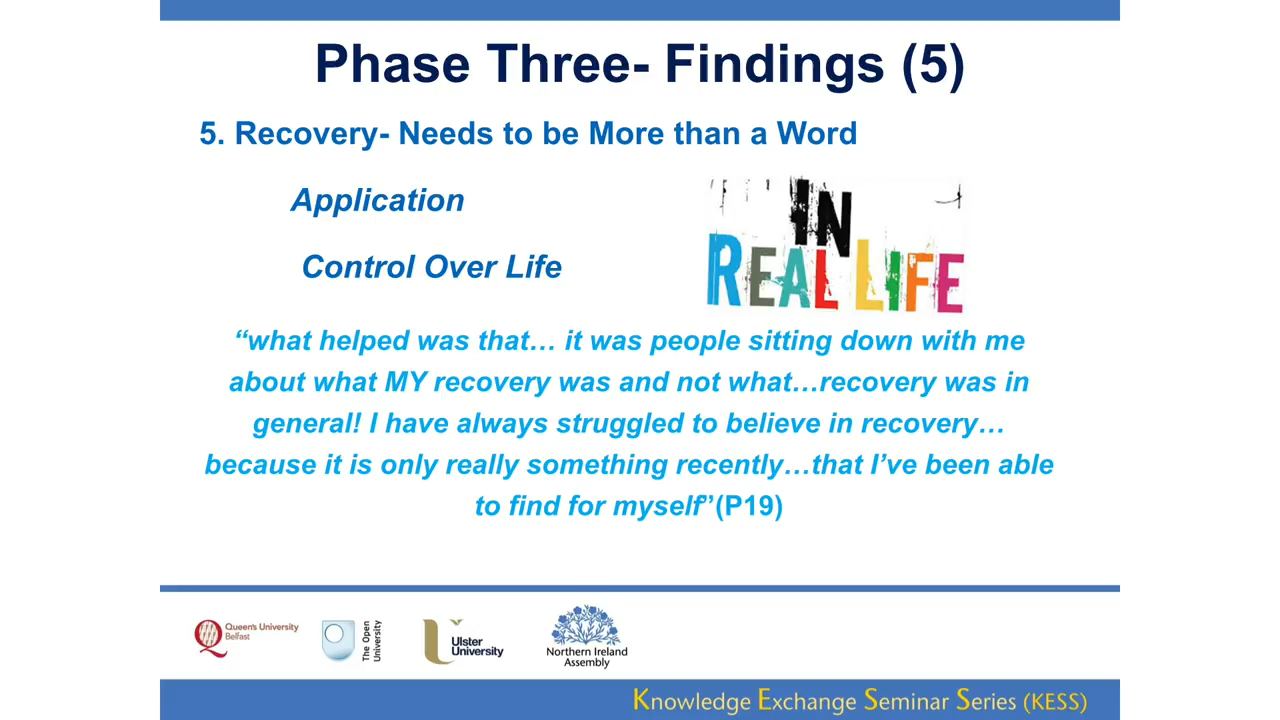 Phase Three- Findings (5)
5. Recovery- Needs to be More than a Word
Application
Control Over Life
IN
REAL LIFE
“what helped was that… it was people sitting down with me
about what MY recovery was and not what…recovery was in
general! I have always struggled to believe in recovery…
because it is only really something recently…that I’ve been able
to find for myself”(P19)
Queen's University
Belfast
The Open
University
Ulster
University
Northern Ireland
Assembly
Knowledge Exchange Seminar Series (KESS)